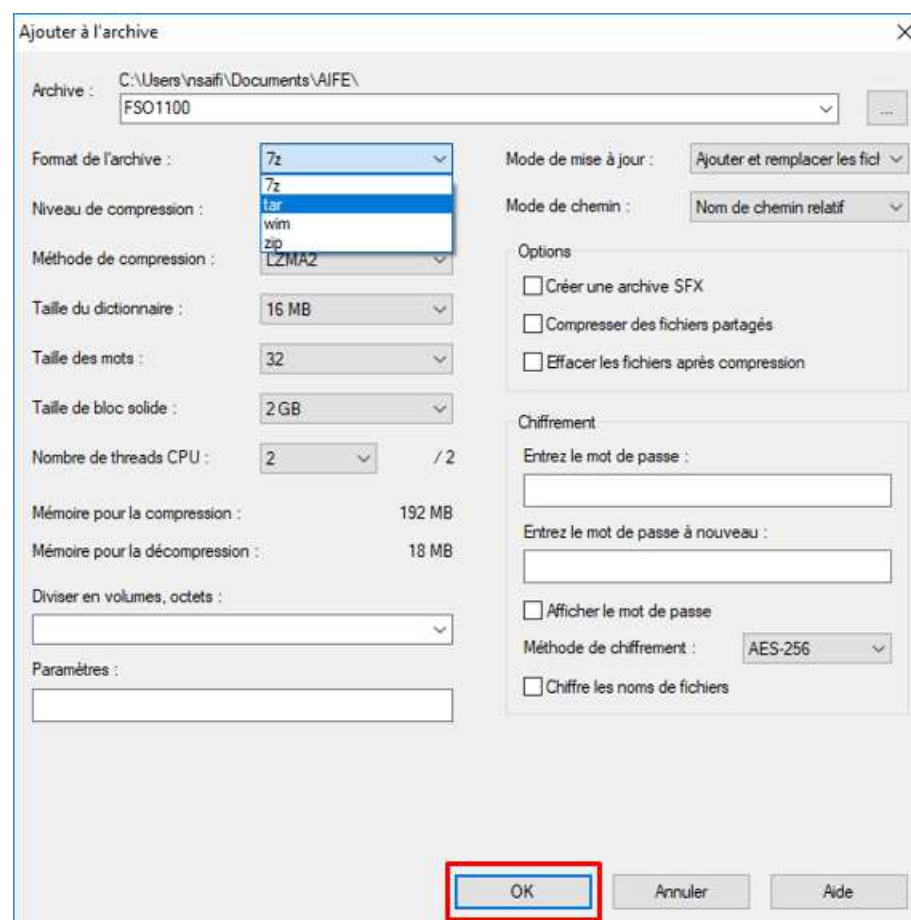 Ajouter à l'archive
Archive :
C:\Users\nsaifi\Documents\AIFE\
FSO1100
...
Format de l'archive :
7z
7z
tar
wim
zip
Niveau de compression :
Méthode de compression :
LZMA2
Taille du dictionnaire :
16 MB
Taille des mots :
32
Taille de bloc solide :
2 GB
Nombre de threads CPU :
2
/ 2
Mémoire pour la compression :
192 MB
Mémoire pour la décompression :
18 MB
Diviser en volumes, octets :
Paramètres :
Mode de mise à jour :
Ajouter et remplacer les fich
Mode de chemin :
Nom de chemin relatif
Options
Créer une archive SFX
Compresser des fichiers partagés
Effacer les fichiers après compression
Chiffrement
Entrez le mot de passe :
Entrez le mot de passe à nouveau :
Afficher le mot de passe
Méthode de chiffrement :
AES-256
Chiffre les noms de fichiers
OK
Annuler
Aide